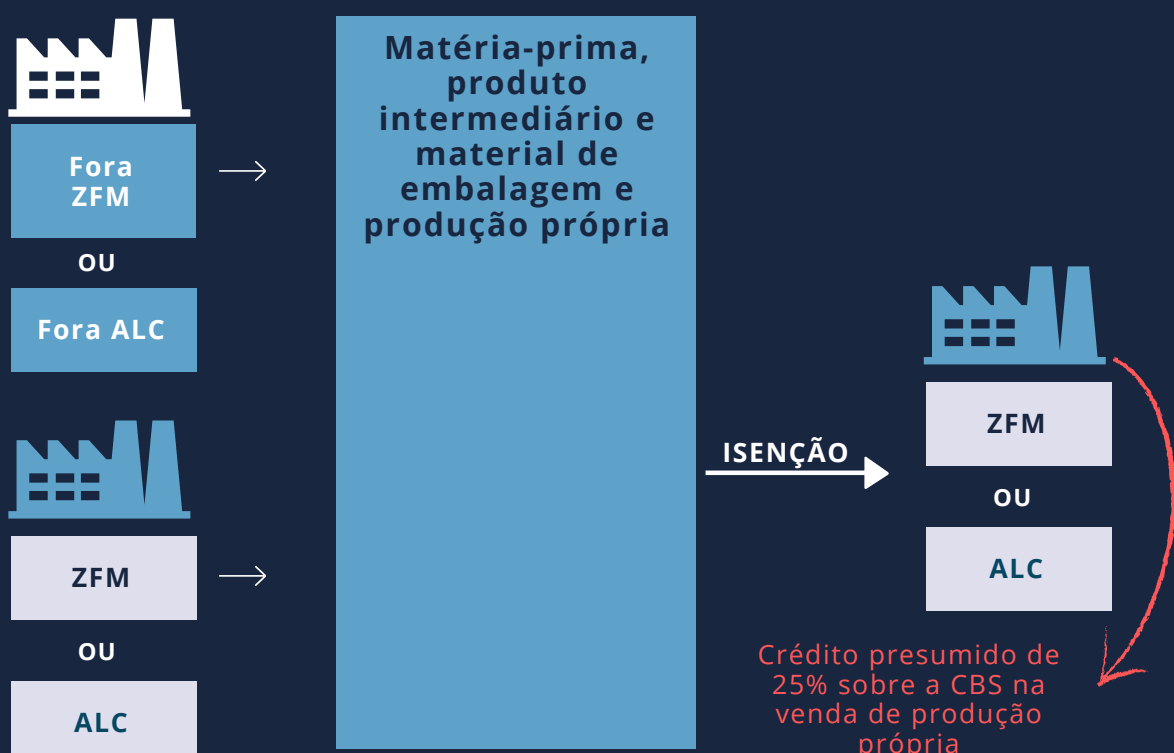 Fora
ZFM
OU
Fora ALC
ZFM
OU
ALC
Matéria-prima,
produto
intermediário e
material de
embalagem e
produção própria
ISENÇÃO
ZFM
OU
ALC
Crédito presumido de
25% sobre a CBS na
venda de produção
própria